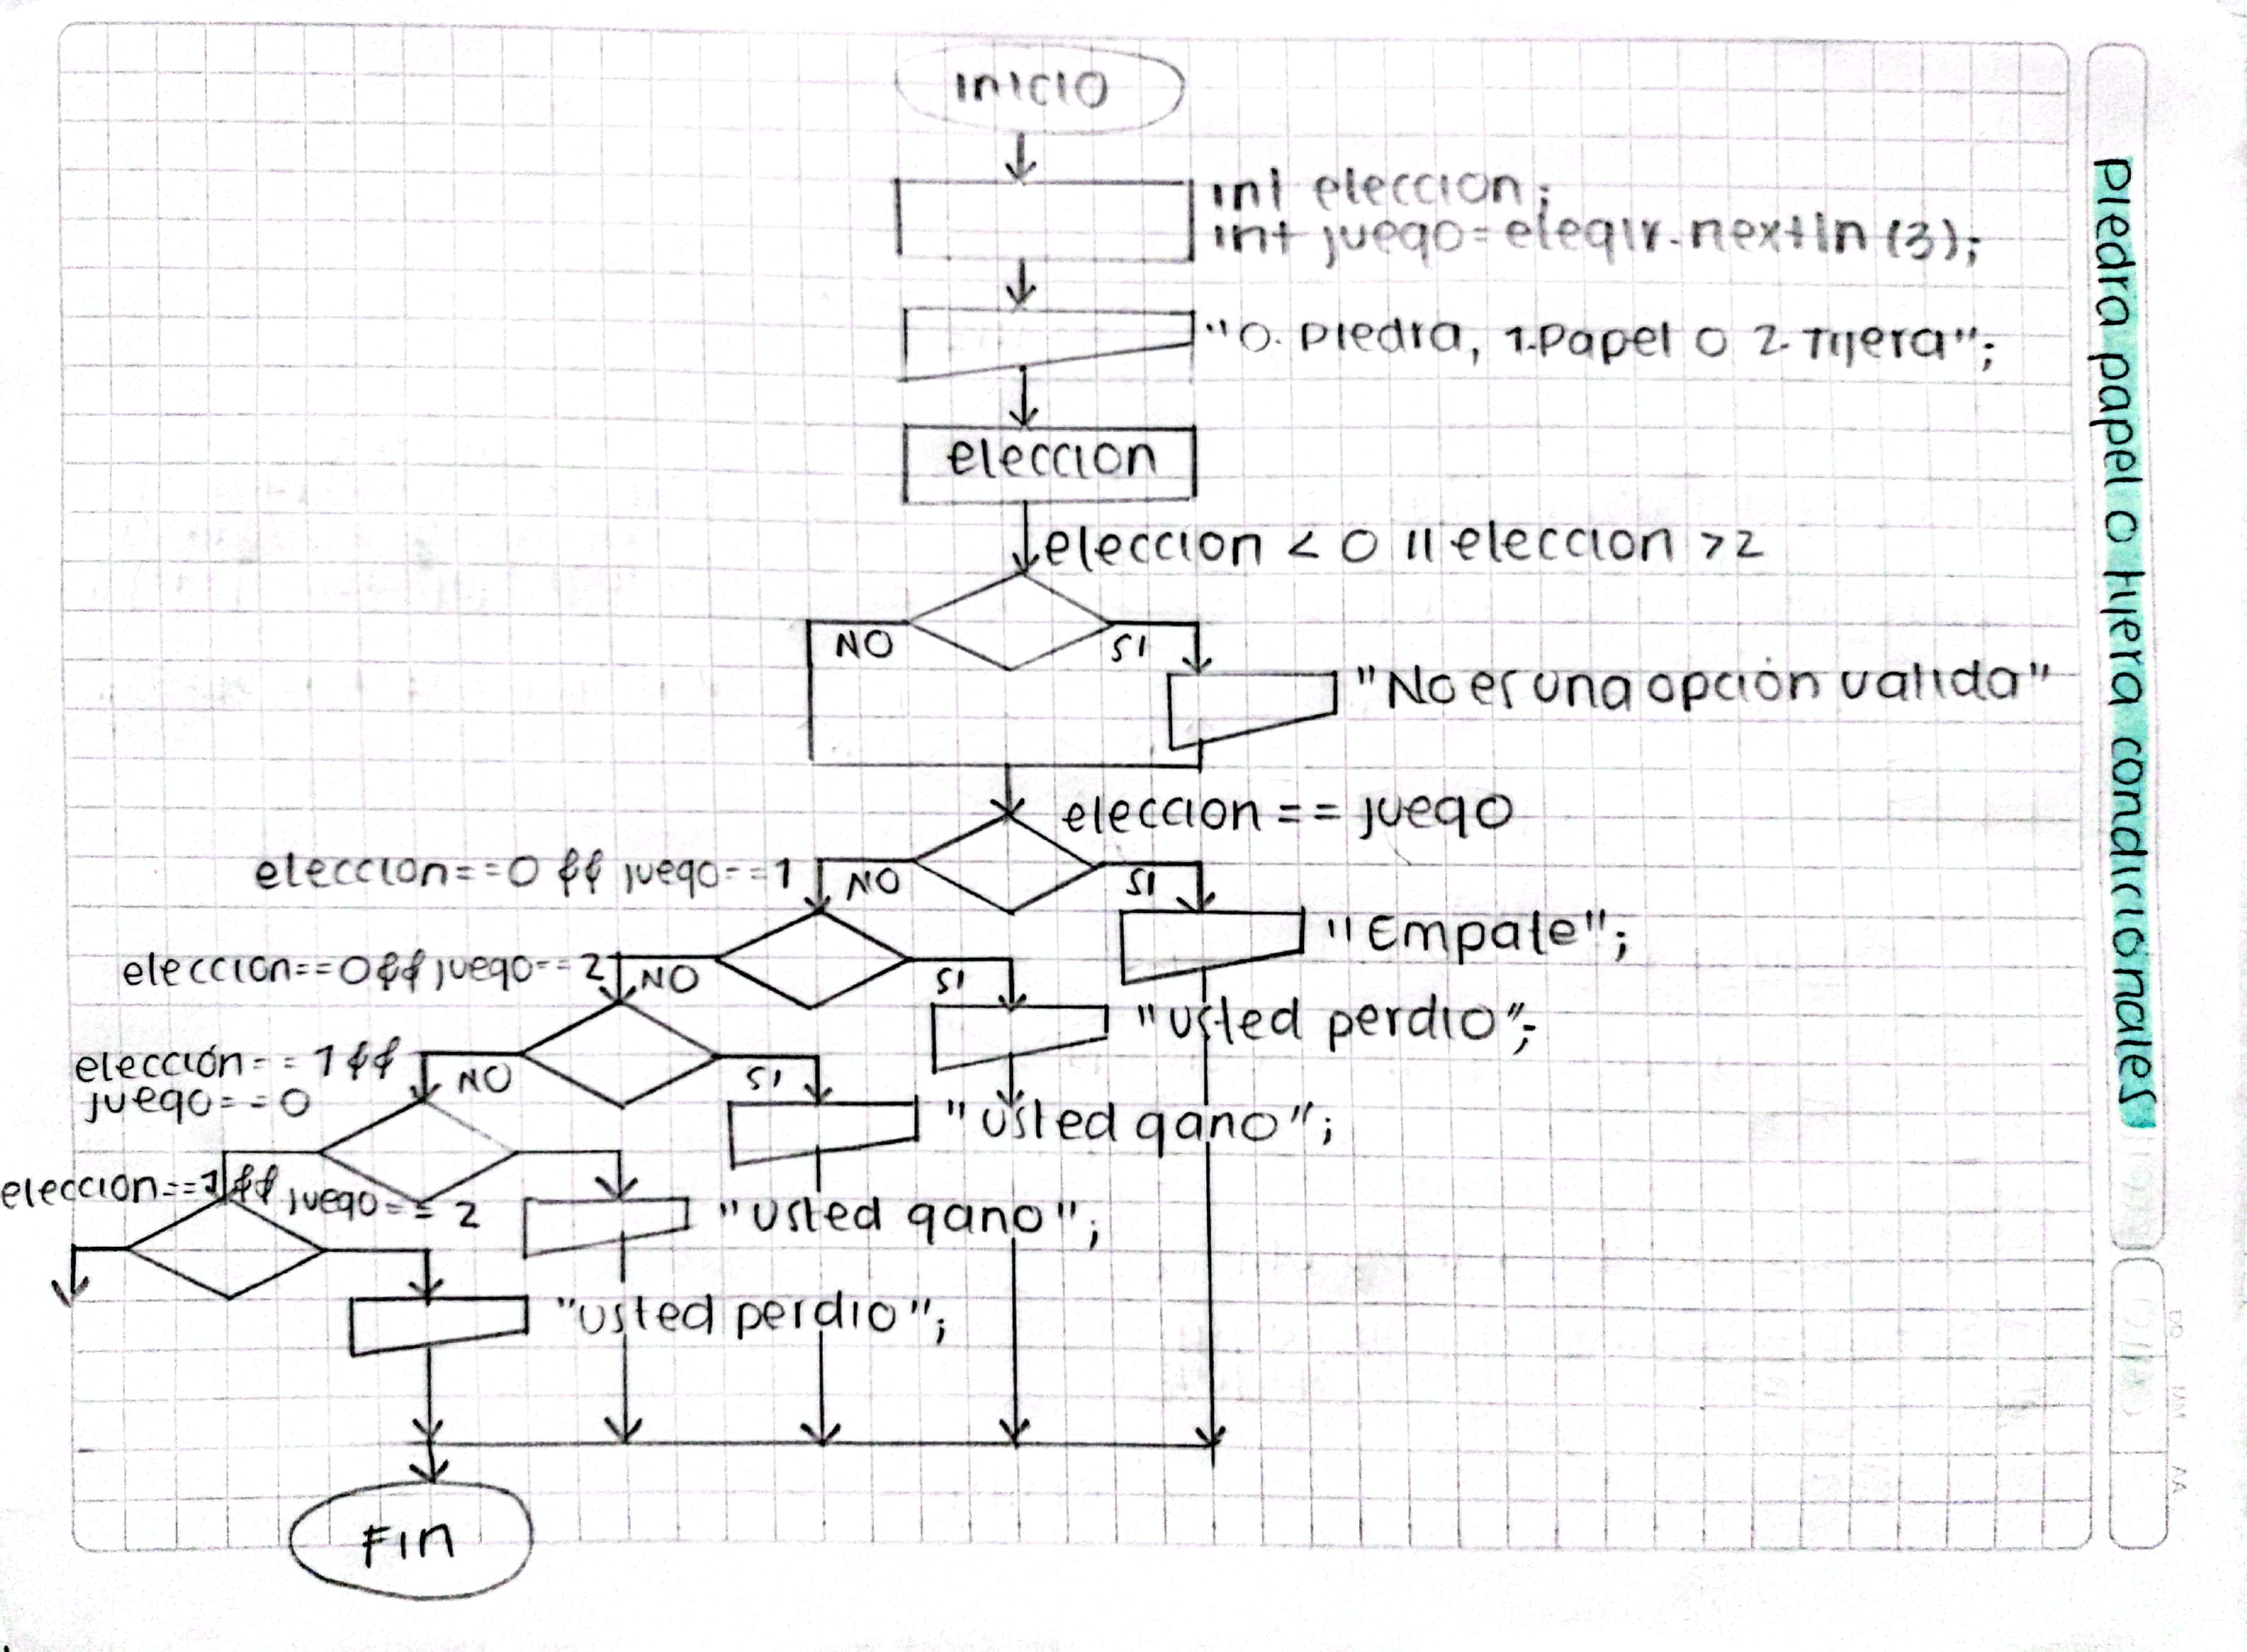 Piedra papel o tijera condicionales
inicio
int eleccion;
int juego=elegir.nextIn(3);
"0. Piedra, 1.Papel o 2.Tijera";
eleccion
eleccion < 0 || eleccion >2
NO
SI
"No es una opción valida"
eleccion == juego
eleccion==0 && juego==1
NO
SI
"Empate";
eleccion==0&& juego==2
NO
SI
"usted perdio";
elección==1&&
juego==0
NO
SI
"usted gano";
eleccion==1&& juego==2
"usted gano";
"usted perdio";
Fin